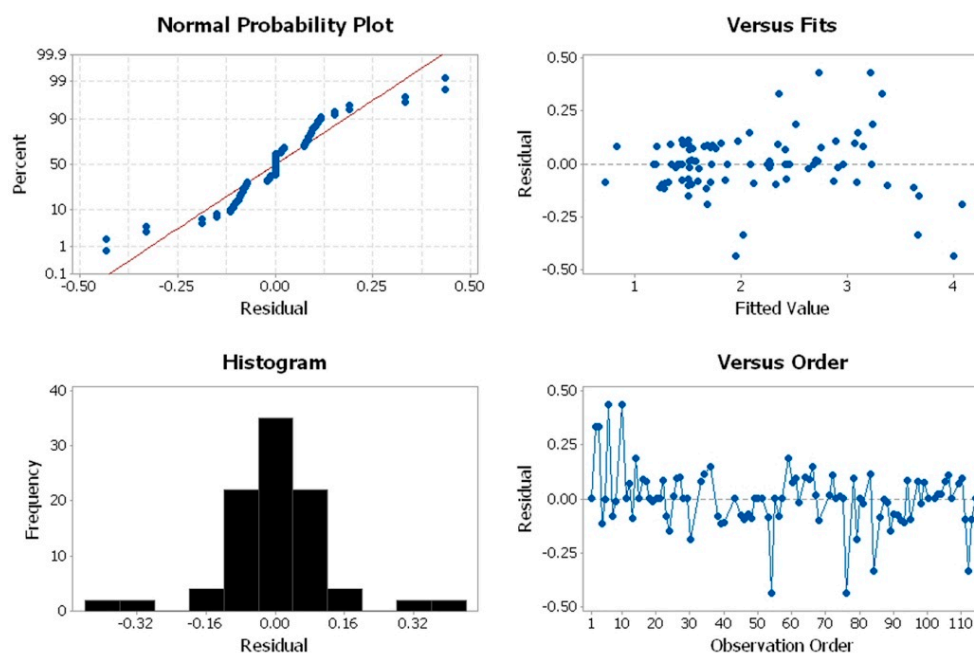 Normal Probability Plot
99.9
99
90
50
10
1
0.1
Percent
-0.50 -0.25 0.00 0.25 0.50
Residual
Versus Fits
0.50
0.25
0.00
-0.25
-0.50
Residual
1 2 3 4
Fitted Value
Histogram
40
30
20
10
0
Frequency
-0.32 -0.16 0.00 0.16 0.32
Residual
Versus Order
0.50
0.25
0.00
-0.25
-0.50
Residual
1 10 20 30 40 50 60 70 80 90 100 110
Observation Order